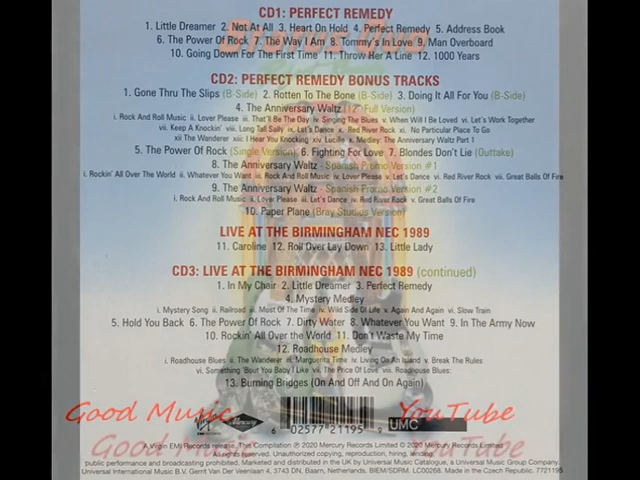 CD1: PERFECT REMEDY
1. Little Dreamer 2. Not At All 3. Heart On Hold 4. Perfect Remedy 5. Address Book
6. The Power Of Rock 7. The Way I Am 8. Tommy's In Love 9. Man Overboard
10. Going Down For The First Time 11. Throw Her A Line 12. 1000 Years
CD2: PERFECT REMEDY BONUS TRACKS
1. Gone Thru The Slips (B-Side) 2. Rotten To The Bone (B-Side) 3. Doing It All For You (B-Side)
4. The Anniversary Waltz (12" Full Version)
i. Rock And Roll Music ii. Lover Please iii. That'll Be The Day iv. Singing The Blues v. When Will I Be Loved vi. Let's Work Together
vii. Keep A Knockin' viii. Long Tall Sally ix. Let's Dance x. Red River Rock xi. No Particular Place To Go
xii The Wanderer xiii I Hear You Knocking xiv. Lucille x. Medley: The Anniversary Waltz Part 1
5. The Power Of Rock (Single Version) 6. Fighting For Love 7. Blondes Don't Lie (Outtake)
8. The Anniversary Waltz - Spanish Promo Version #1
i. Rockin' All Over The World ii. Whatever You Want iii. Rock And Roll Music iv. Lover Please v. Let's Dance vi. Red River Rock vii. Great Balls Of Fire
9. The Anniversary Waltz - Spanish Promo Version #2
i. Rock And Roll Music ii. Lover Please iii. Let's Dance iv. Red River Rock v. Great Balls Of Fire
10. Paper Plane (Bray Studios Version)
LIVE AT THE BIRMINGHAM NEC 1989
11. Caroline 12. Roll Over Lay Down 13. Little Lady
CD3: LIVE AT THE BIRMINGHAM NEC 1989 (continued)
1. In My Chair 2. Little Dreamer 3. Perfect Remedy
4. Mystery Medley
i. Mystery Song ii. Railroad iii. Most Of The Time iv. Wild Side Of Life v. Again And Again vi. Slow Train
5. Hold You Back 6. The Power Of Rock 7. Dirty Water 8. Whatever You Want 9. In The Army Now
10. Rockin' All Over The World 11. Don't Waste My Time
12. Roadhouse Medley
i. Roadhouse Blues ii. The Wanderer iii. Marguerita Time iv. Living On An Island v. Break The Rules
vi. Something 'Bout You Baby I Like vii. The Price Of Love viii. Roadhouse Blues:
13. Burning Bridges (On And Off And On Again)
Good Music YouTube
6 02577 21195 9 UMC
Good Music YouTube
A Virgin EMI Records release. This Compilation ℗ 2020 Mercury Records Limited © 2020 Mercury Records Limited
All rights reserved. Unauthorized copying, reproduction, hiring, lending,
public performance and broadcasting prohibited. Marketed and distributed in the UK by Universal Music Catalogue, a Universal Music Group Company.
Universal International Music B.V. Gerrit Van Der Veenlaan 4, 3743 DN, Baarn, Netherlands. BIEM/SDRM. LC00268. Made in the Czech Republic. 7721195